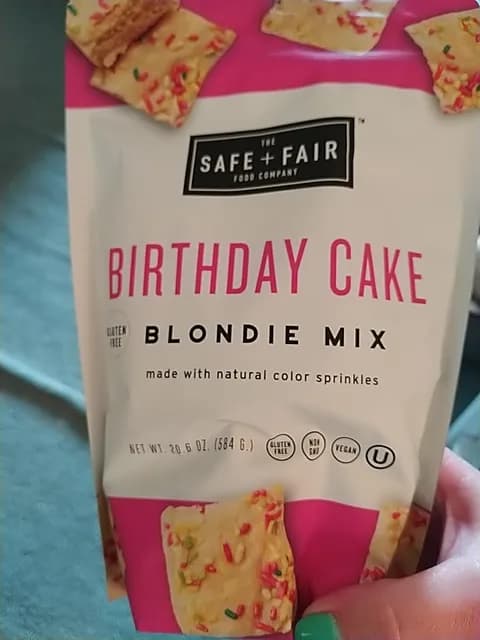 THE
SAFE + FAIR
FOOD COMPANY
™
BIRTHDAY CAKE
GLUTEN
FREE
BLONDIE MIX
made with natural color sprinkles
NET WT. 20.6 OZ. (584 G.)
GLUTEN
FREE
NON
GMO
VEGAN
U